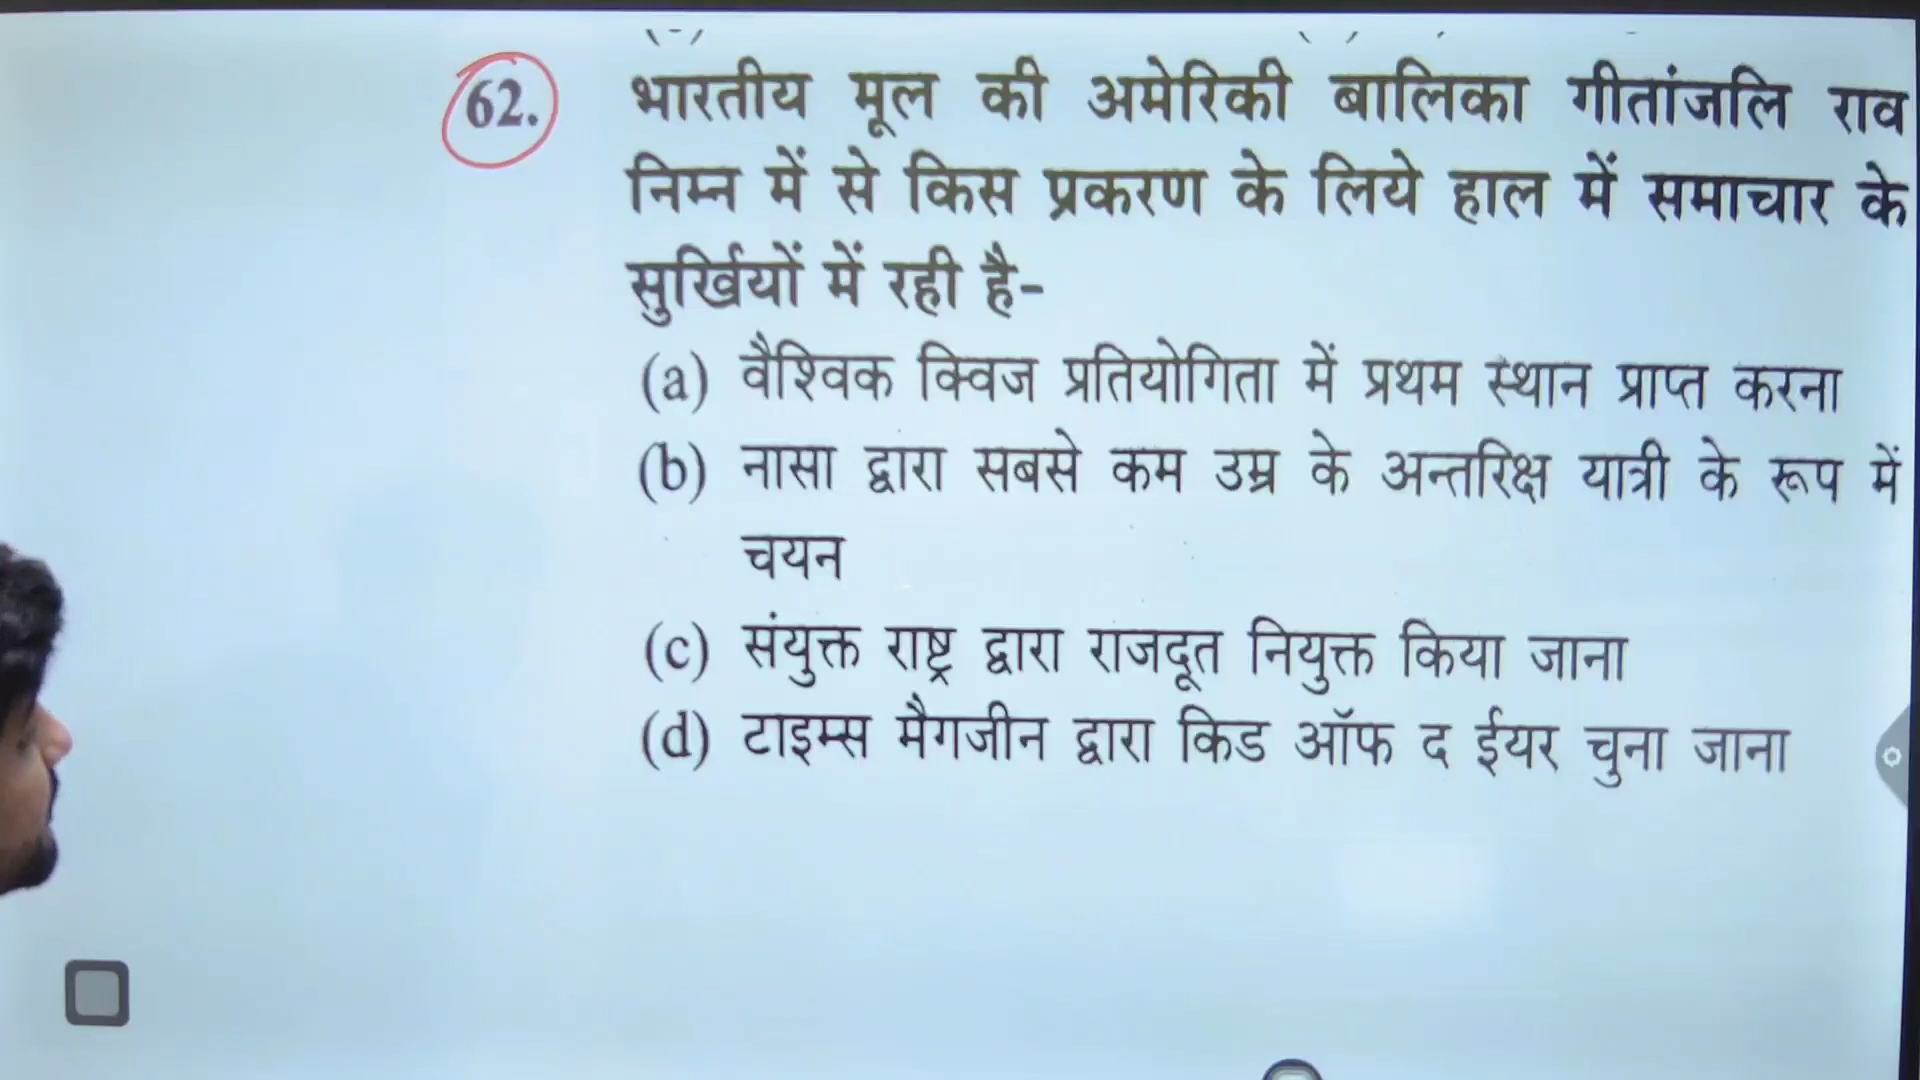 62. भारतीय मूल की अमेरिकी बालिका गीतांजलि राव
निम्न में से किस प्रकरण के लिये हाल में समाचार के
सुर्खियों में रही है-
(a) वैश्विक क्विज प्रतियोगिता में प्रथम स्थान प्राप्त करना
(b) नासा द्वारा सबसे कम उम्र के अन्तरिक्ष यात्री के रूप में
चयन
(c) संयुक्त राष्ट्र द्वारा राजदूत नियुक्त किया जाना
(d) टाइम्स मैगजीन द्वारा किड ऑफ द ईयर चुना जाना